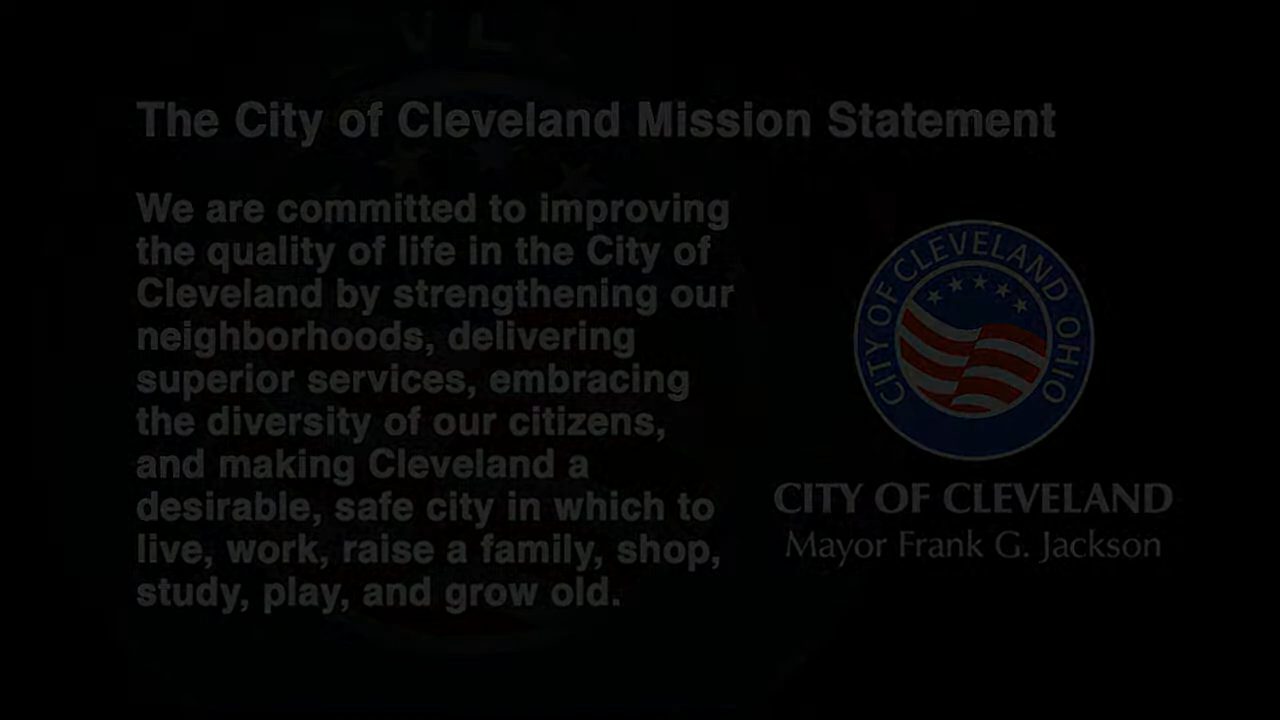 The City of Cleveland Mission Statement
We are committed to improving
the quality of life in the City of
Cleveland by strengthening our
neighborhoods, delivering
superior services, embracing
the diversity of our citizens,
and making Cleveland a
desirable, safe city in which to
live, work, raise a family, shop,
study, play, and grow old.
CITY OF CLEVELAND OHIO
CITY OF CLEVELAND
Mayor Frank G. Jackson